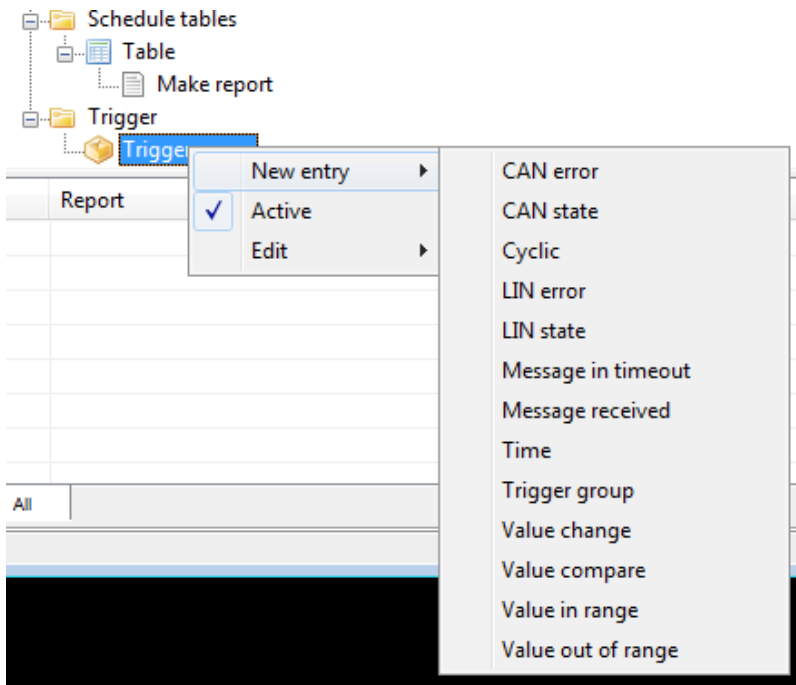 Schedule tables
Table
Make report
Trigger
Trigger
New entry
Active
Edit
Report
All
CAN error
CAN state
Cyclic
LIN error
LIN state
Message in timeout
Message received
Time
Trigger group
Value change
Value compare
Value in range
Value out of range